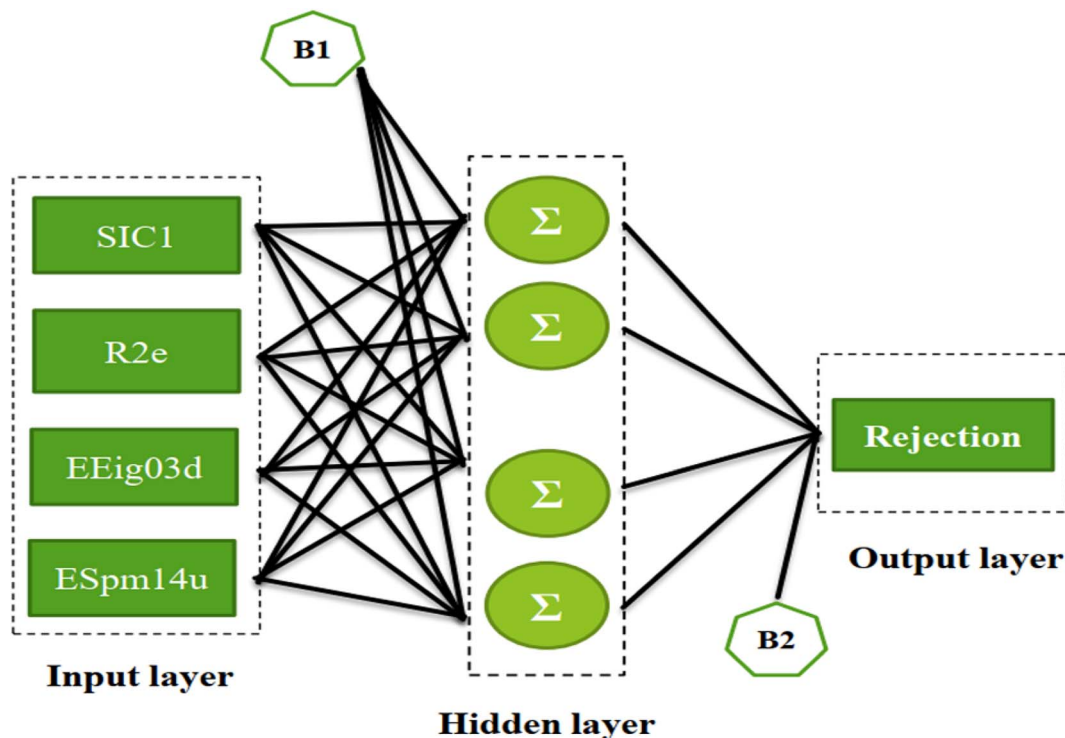 B1
SIC1
R2e
EEig03d
ESpm14u
Input layer
Σ
Σ
Σ
Σ
Hidden layer
Rejection
Output layer
B2